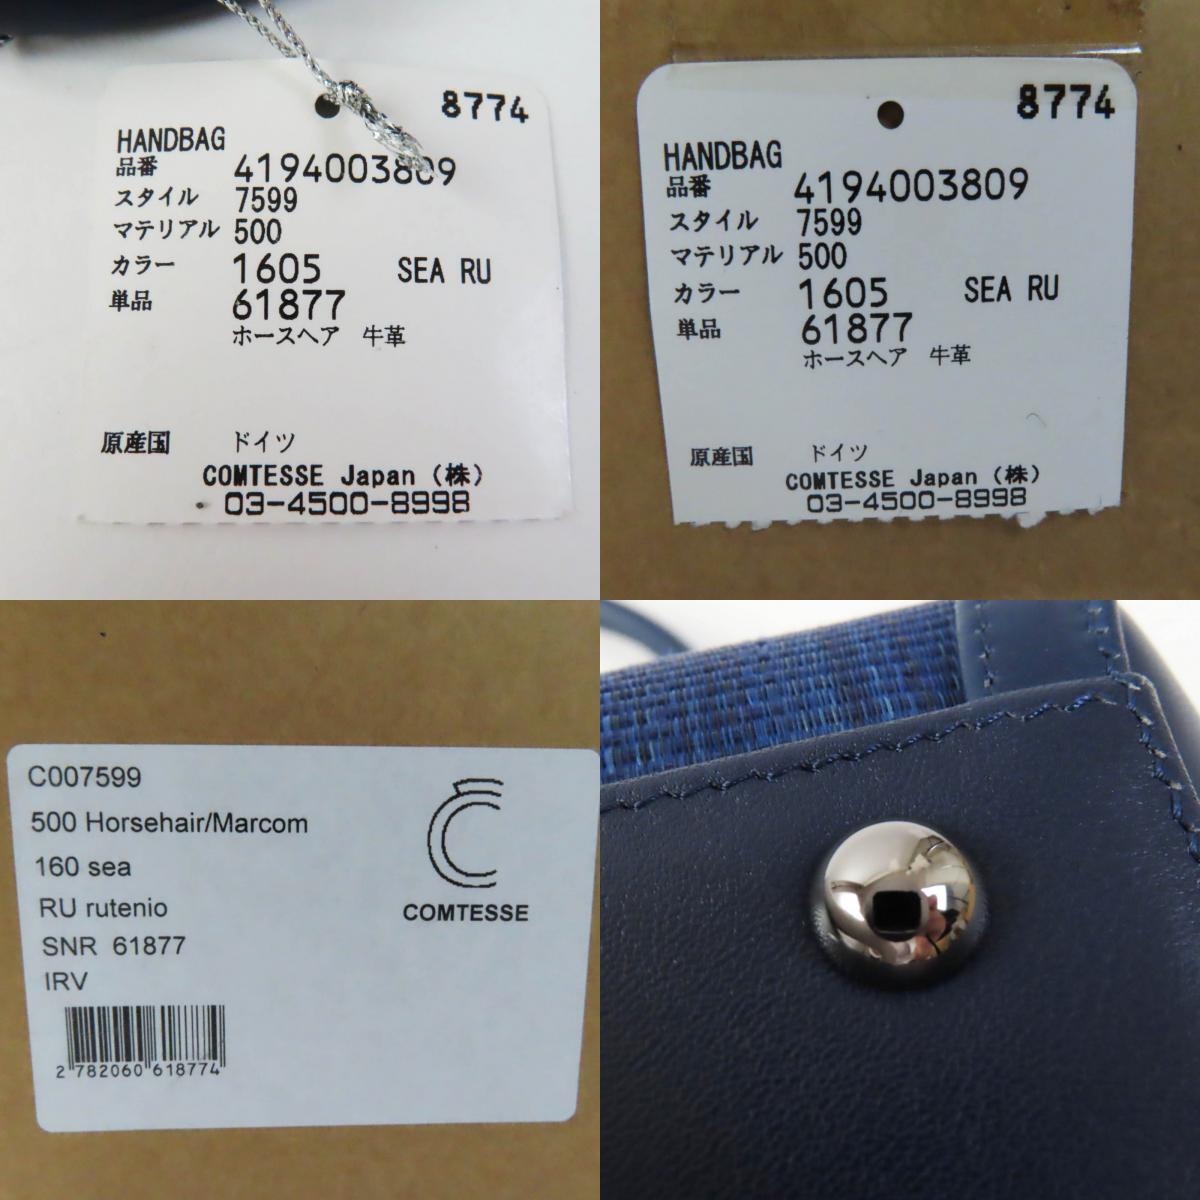 8774
HANDBAG
品番 4194003809
スタイル 7599
マテリアル 500
カラー 1605 SEA RU
単品 61877
ホースヘア 牛革
原産国 ドイツ
COMTESSE Japan (株)
03-4500-8998
8774
HANDBAG
品番 4194003809
スタイル 7599
マテリアル 500
カラー 1605 SEA RU
単品 61877
ホースヘア 牛革
原産国 ドイツ
COMTESSE Japan (株)
03-4500-8998
C007599
500 Horsehair/Marcom
160 sea
RU rutenio
SNR 61877
IRV
2 782060 618774
COMTESSE